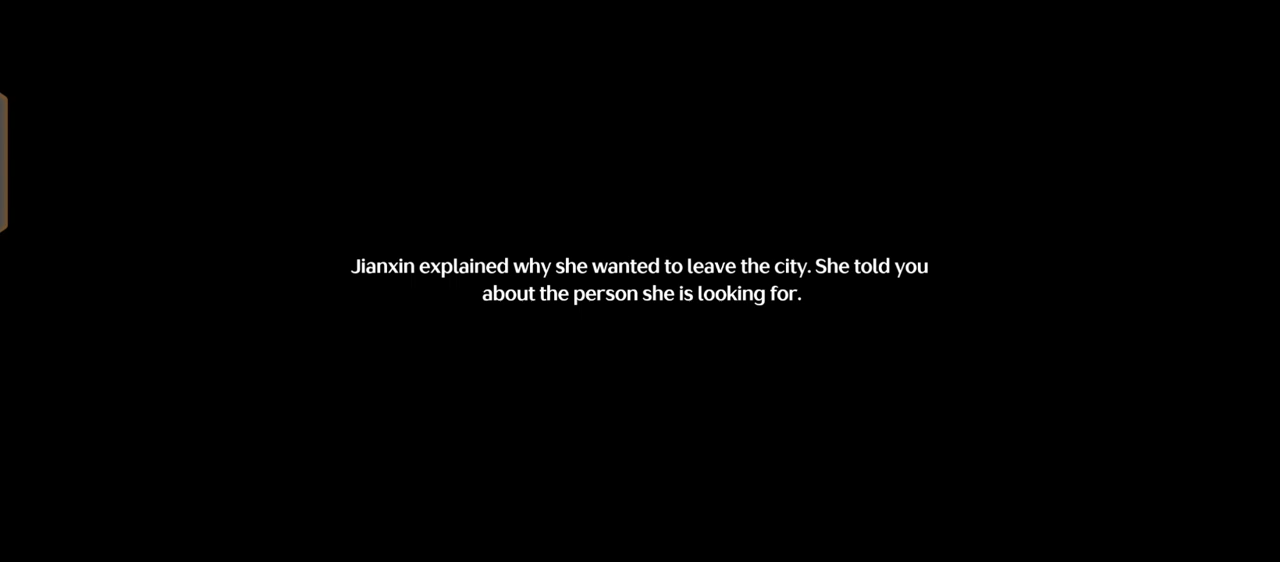 Jianxin explained why she wanted to leave the city. She told you
about the person she is looking for.